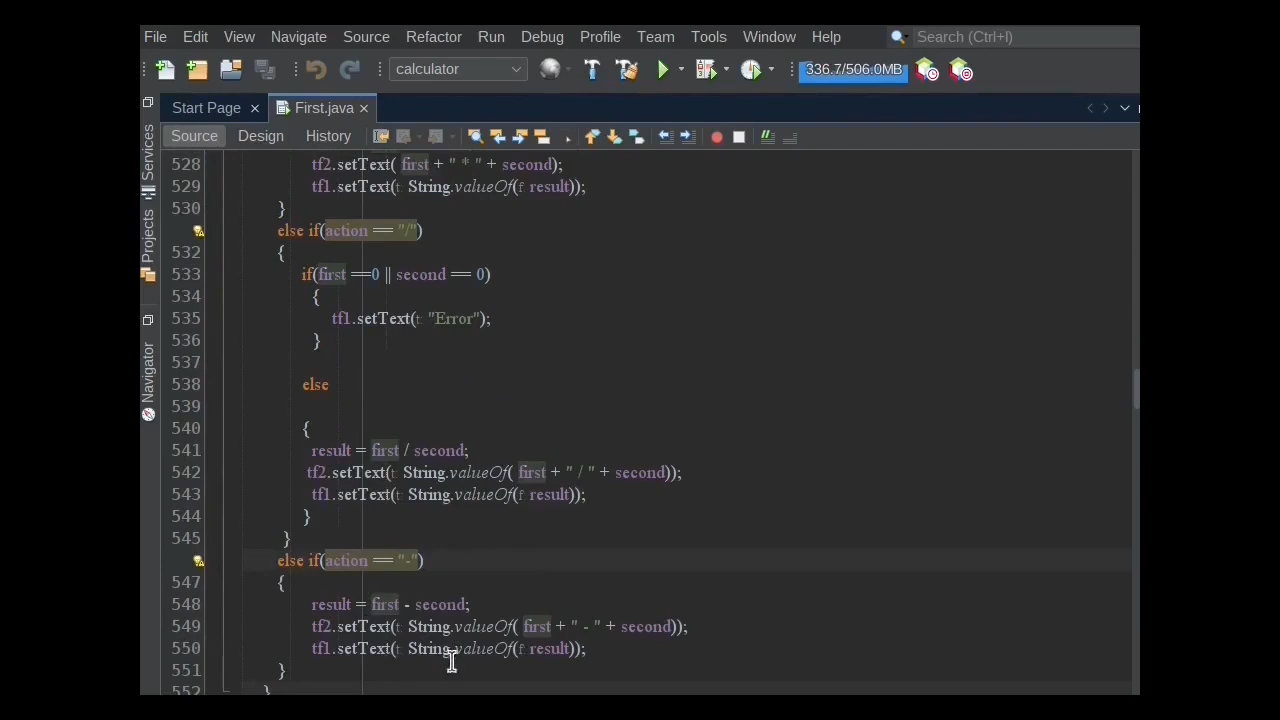 File Edit View Navigate Source Refactor Run Debug Profile Team Tools Window Help Search (Ctrl+I)
calculator 336.7/506.0MB
Start Page First.java
Source Design History
Services
Projects
Navigator
528 tf2.setText( first + " * " + second);
529 tf1.setText(t: String.valueOf(f: result));
530 }
else if(action == "/")
532 {
533 if(first ==0 || second == 0)
534 {
535 tf1.setText(t: "Error");
536 }
537
538 else
539
540 {
541 result = first / second;
542 tf2.setText(t: String.valueOf( first + " / " + second));
543 tf1.setText(t: String.valueOf(f: result));
544 }
545 }
else if(action == "-")
547 {
548 result = first - second;
549 tf2.setText(t: String.valueOf( first + " - " + second));
550 tf1.setText(t: String.valueOf(f: result));
551 }
552 }